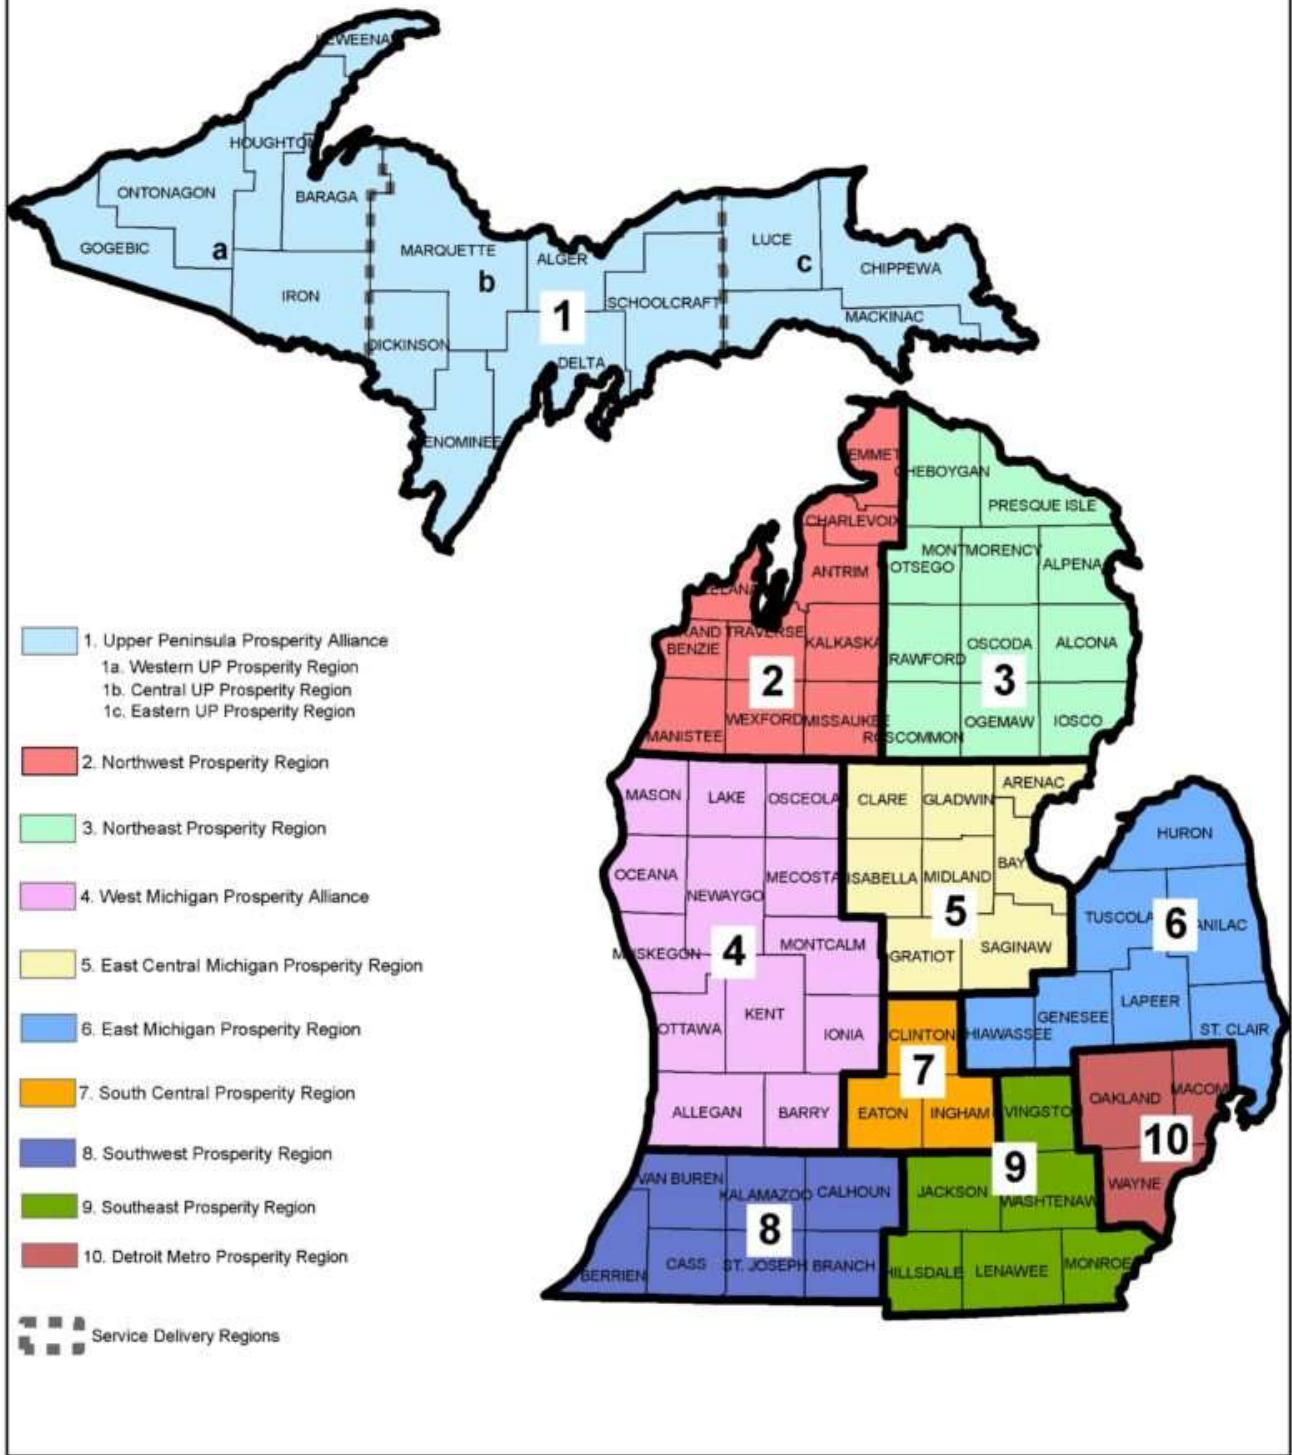 KEWEENAW
HOUGHTON
ONTONAGON
BARAGA
GOGEBIC
a
MARQUETTE
LUCE
ALGER
c
CHIPPEWA
b
IRON
SCHOOLCRAFT
1
MACKINAC
DICKINSON
DELTA
MENOMINEE
EMMET
CHEBOYGAN
PRESQUE ISLE
CHARLEVOIX
MONTMORENCY
OTSEGO
ALPENA
ANTRIM
GRAND TRAVERSE
BENZIE
KALKASKA
OSCODA
ALCONA
CRAWFORD
2
3
WEXFORD
MISSAUKEE
OGEMAW
IOSCO
MANISTEE
ROSCOMMON
1. Upper Peninsula Prosperity Alliance
1a. Western UP Prosperity Region
1b. Central UP Prosperity Region
1c. Eastern UP Prosperity Region
2. Northwest Prosperity Region
3. Northeast Prosperity Region
4. West Michigan Prosperity Alliance
5. East Central Michigan Prosperity Region
6. East Michigan Prosperity Region
7. South Central Prosperity Region
8. Southwest Prosperity Region
9. Southeast Prosperity Region
10. Detroit Metro Prosperity Region
Service Delivery Regions
MASON
LAKE
OSCEOLA
CLARE
GLADWIN
ARENAC
HURON
OCEANA
NEWAYGO
MECOSTA
ISABELLA
MIDLAND
BAY
5
TUSCOLA
6
SANILAC
MUSKEGON
4
MONTCALM
GRATIOT
SAGINAW
OTTAWA
KENT
IONIA
CLINTON
SHIAWASSEE
GENESEE
LAPEER
ST. CLAIR
7
ALLEGAN
BARRY
EATON
INGHAM
LIVINGSTON
OAKLAND
MACOMB
10
9
VAN BUREN
KALAMAZOO
CALHOUN
JACKSON
WASHTENAW
WAYNE
8
BERRIEN
CASS
ST. JOSEPH
BRANCH
HILLSDALE
LENAWEE
MONROE